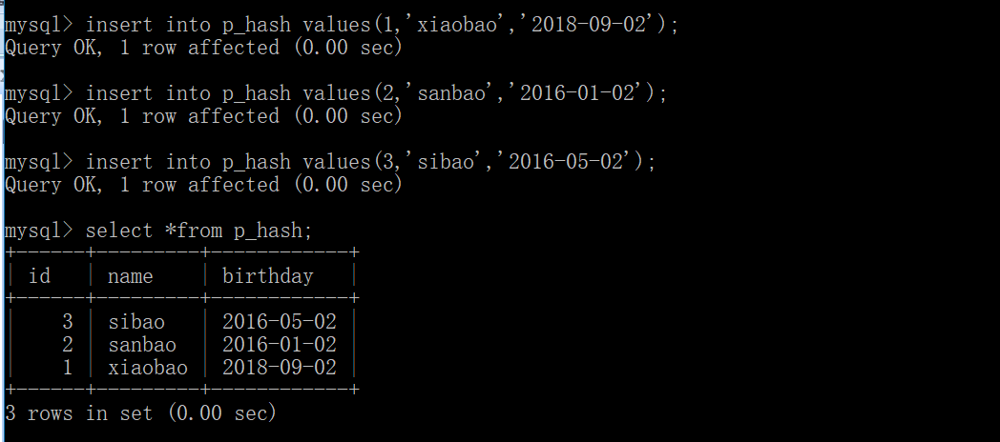 mysql> insert into p_hash values(1,'xiaobao','2018-09-02');
Query OK, 1 row affected (0.00 sec)
mysql> insert into p_hash values(2,'sanbao','2016-01-02');
Query OK, 1 row affected (0.00 sec)
mysql> insert into p_hash values(3,'sibao','2016-05-02');
Query OK, 1 row affected (0.00 sec)
mysql> select *from p_hash;
+------+---------+------------+
| id   | name    | birthday   |
+------+---------+------------+
|    3 | sibao   | 2016-05-02 |
|    2 | sanbao  | 2016-01-02 |
|    1 | xiaobao | 2018-09-02 |
+------+---------+------------+
3 rows in set (0.00 sec)